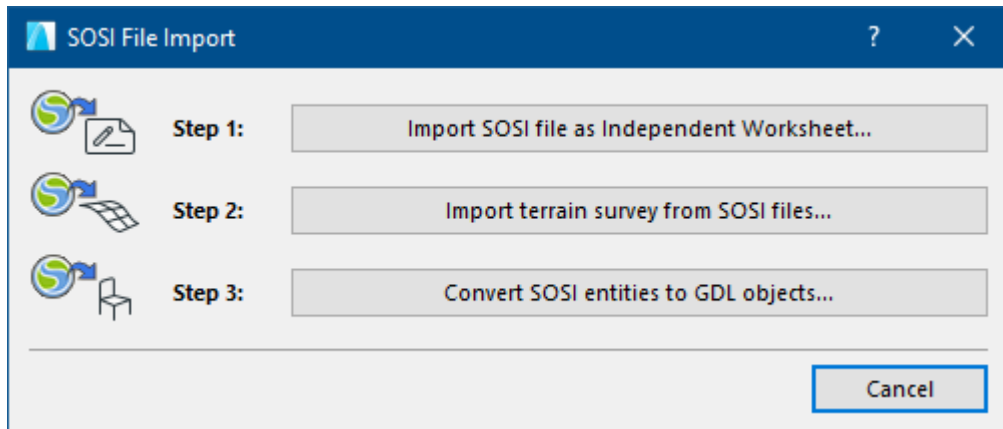 SOSI File Import ? ×
Step 1: Import SOSI file as Independent Worksheet...
Step 2: Import terrain survey from SOSI files...
Step 3: Convert SOSI entities to GDL objects...
Cancel